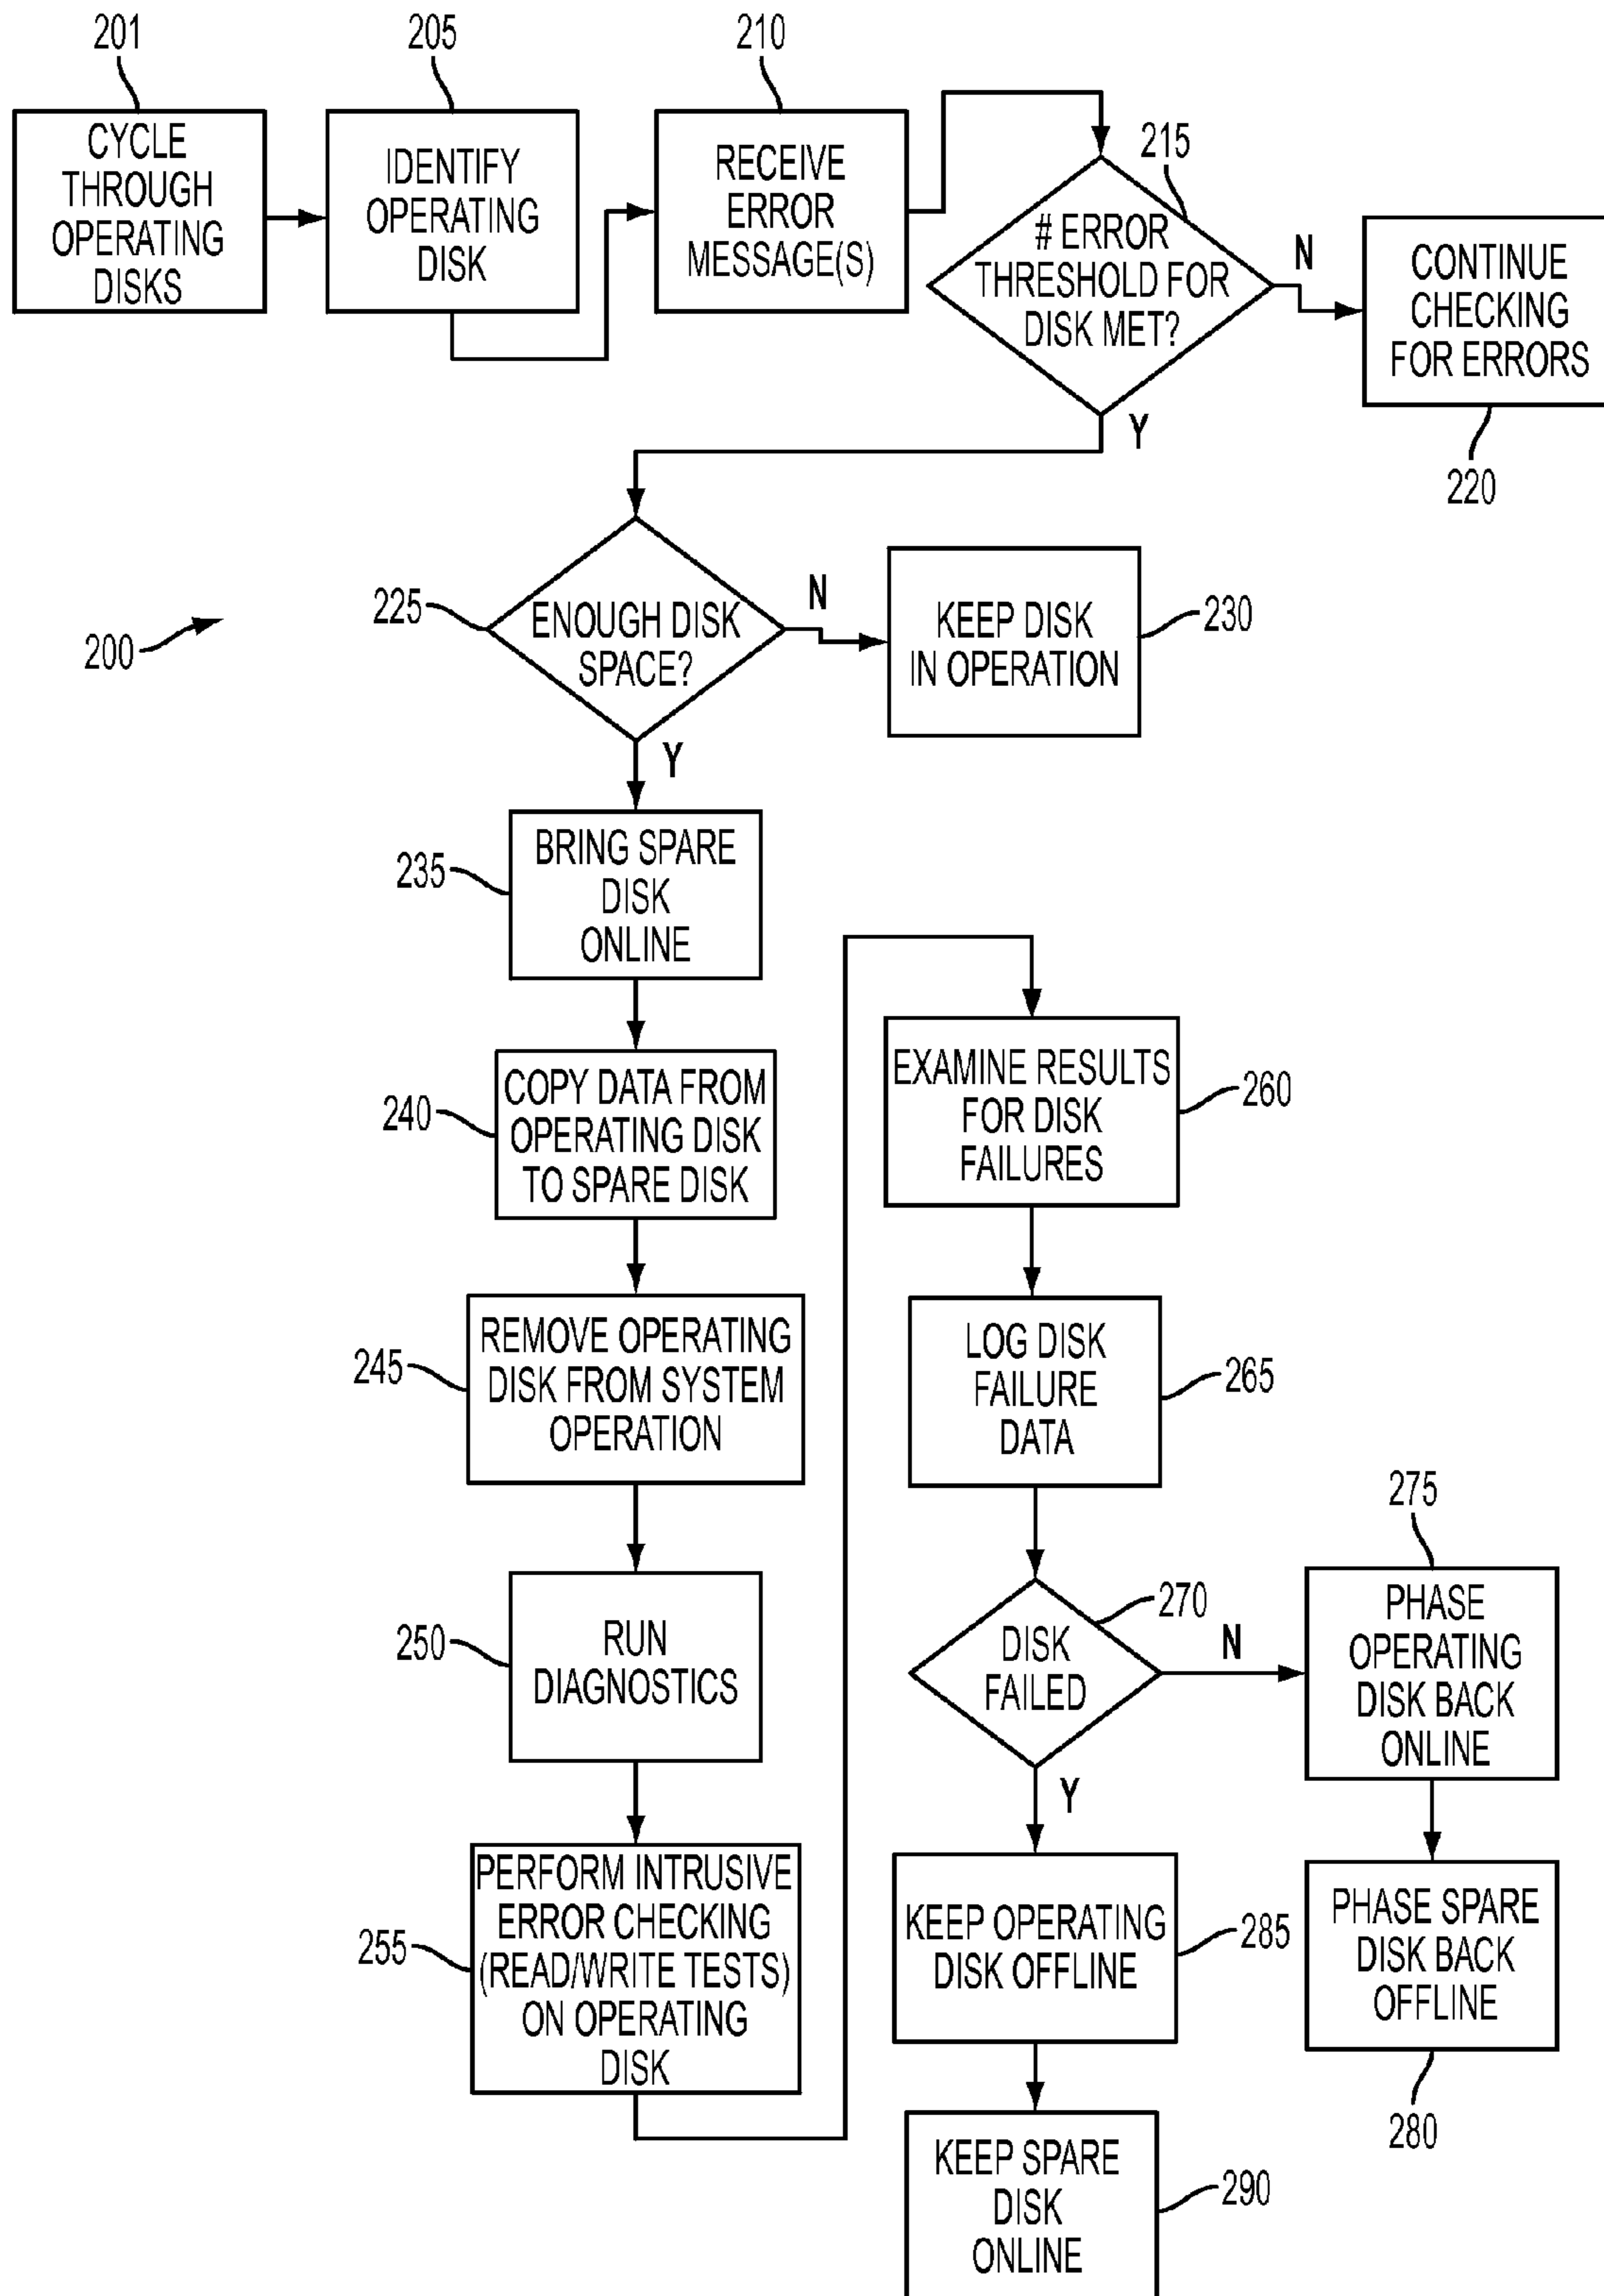 201
CYCLE
THROUGH
OPERATING
DISKS
205
IDENTIFY
OPERATING
DISK
210
RECEIVE
ERROR
MESSAGE(S)
215
# ERROR
THRESHOLD FOR
DISK MET?
N
Y
CONTINUE
CHECKING
FOR ERRORS
220
200
225
ENOUGH DISK
SPACE?
N
Y
KEEP DISK
IN OPERATION
230
235
BRING SPARE
DISK
ONLINE
240
COPY DATA FROM
OPERATING DISK
TO SPARE DISK
245
REMOVE OPERATING
DISK FROM SYSTEM
OPERATION
250
RUN
DIAGNOSTICS
255
PERFORM INTRUSIVE
ERROR CHECKING
(READ/WRITE TESTS)
ON OPERATING
DISK
EXAMINE RESULTS
FOR DISK
FAILURES
260
LOG DISK
FAILURE
DATA
265
270
DISK
FAILED
N
Y
275
PHASE
OPERATING
DISK BACK
ONLINE
PHASE SPARE
DISK BACK
OFFLINE
280
KEEP OPERATING
DISK OFFLINE
285
KEEP SPARE
DISK
ONLINE
290